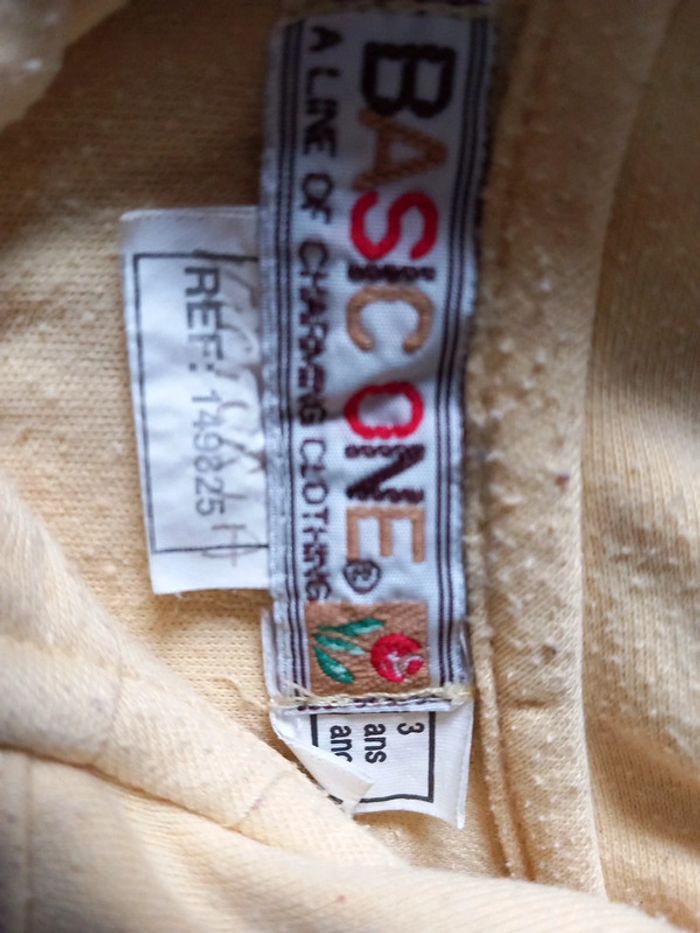 BASIC ONE®
A LINE OF CHARMING CLOTHING
REF: 149825
3
ans